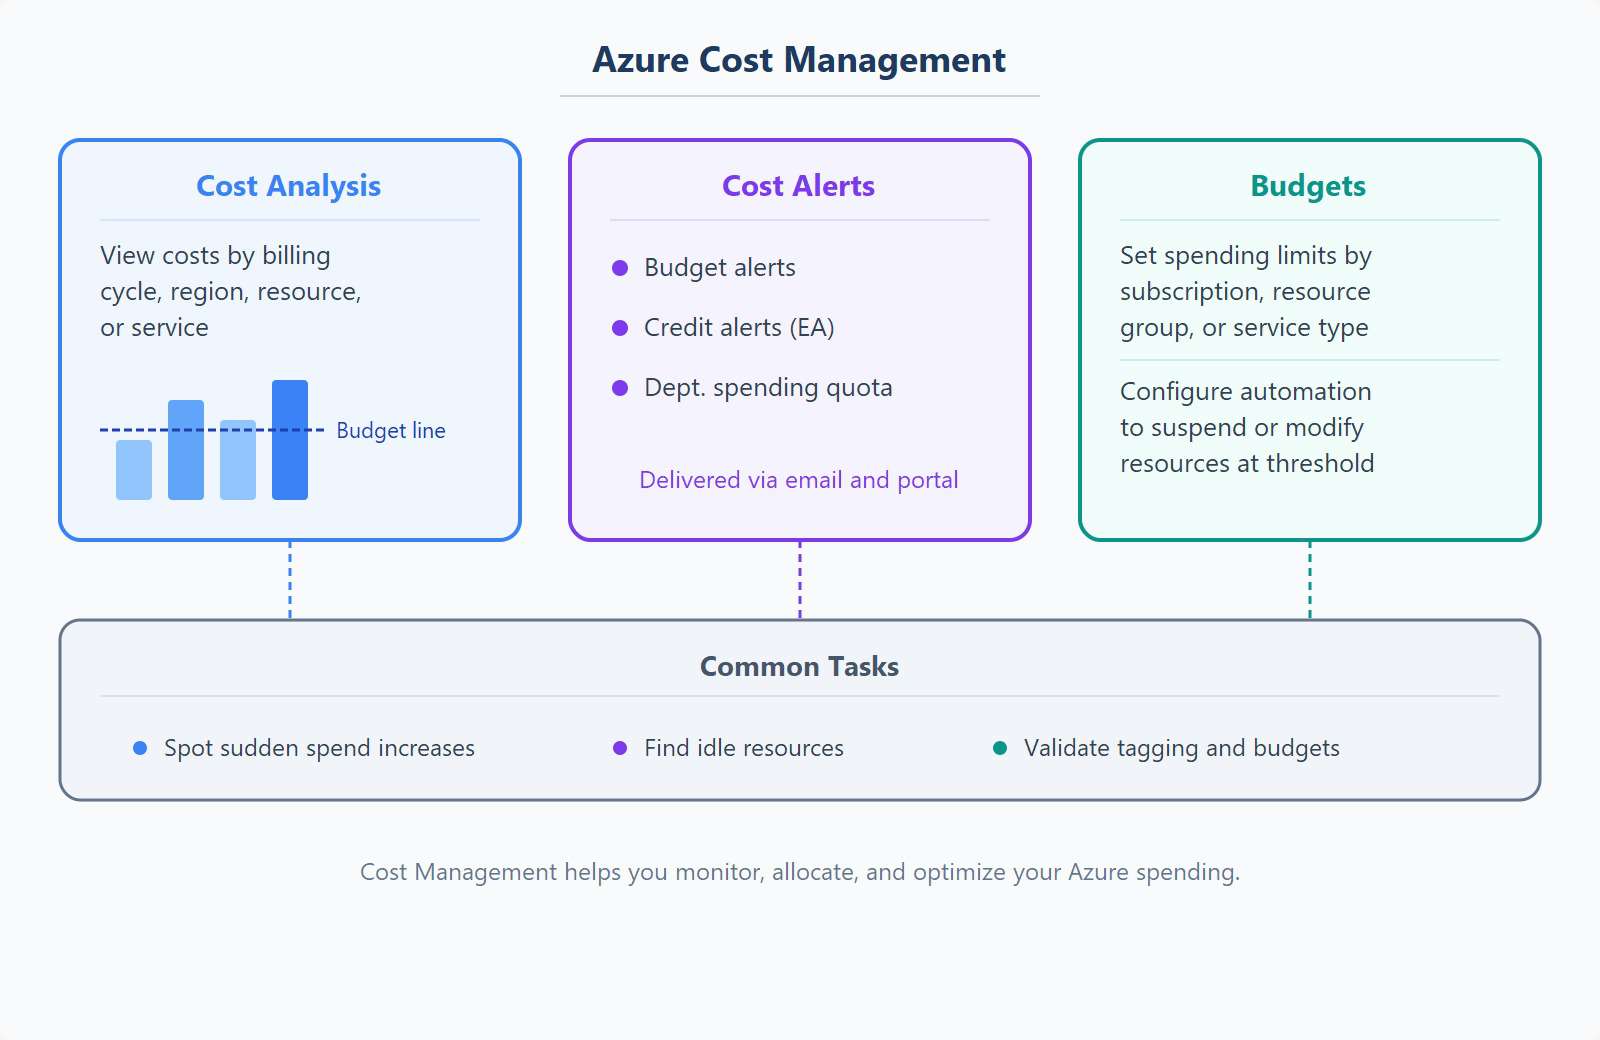 Azure Cost Management
Cost Analysis
View costs by billing
cycle, region, resource,
or service
Budget line
Cost Alerts
Budget alerts
Credit alerts (EA)
Dept. spending quota
Delivered via email and portal
Budgets
Set spending limits by
subscription, resource
group, or service type
Configure automation
to suspend or modify
resources at threshold
Common Tasks
Spot sudden spend increases
Find idle resources
Validate tagging and budgets
Cost Management helps you monitor, allocate, and optimize your Azure spending.